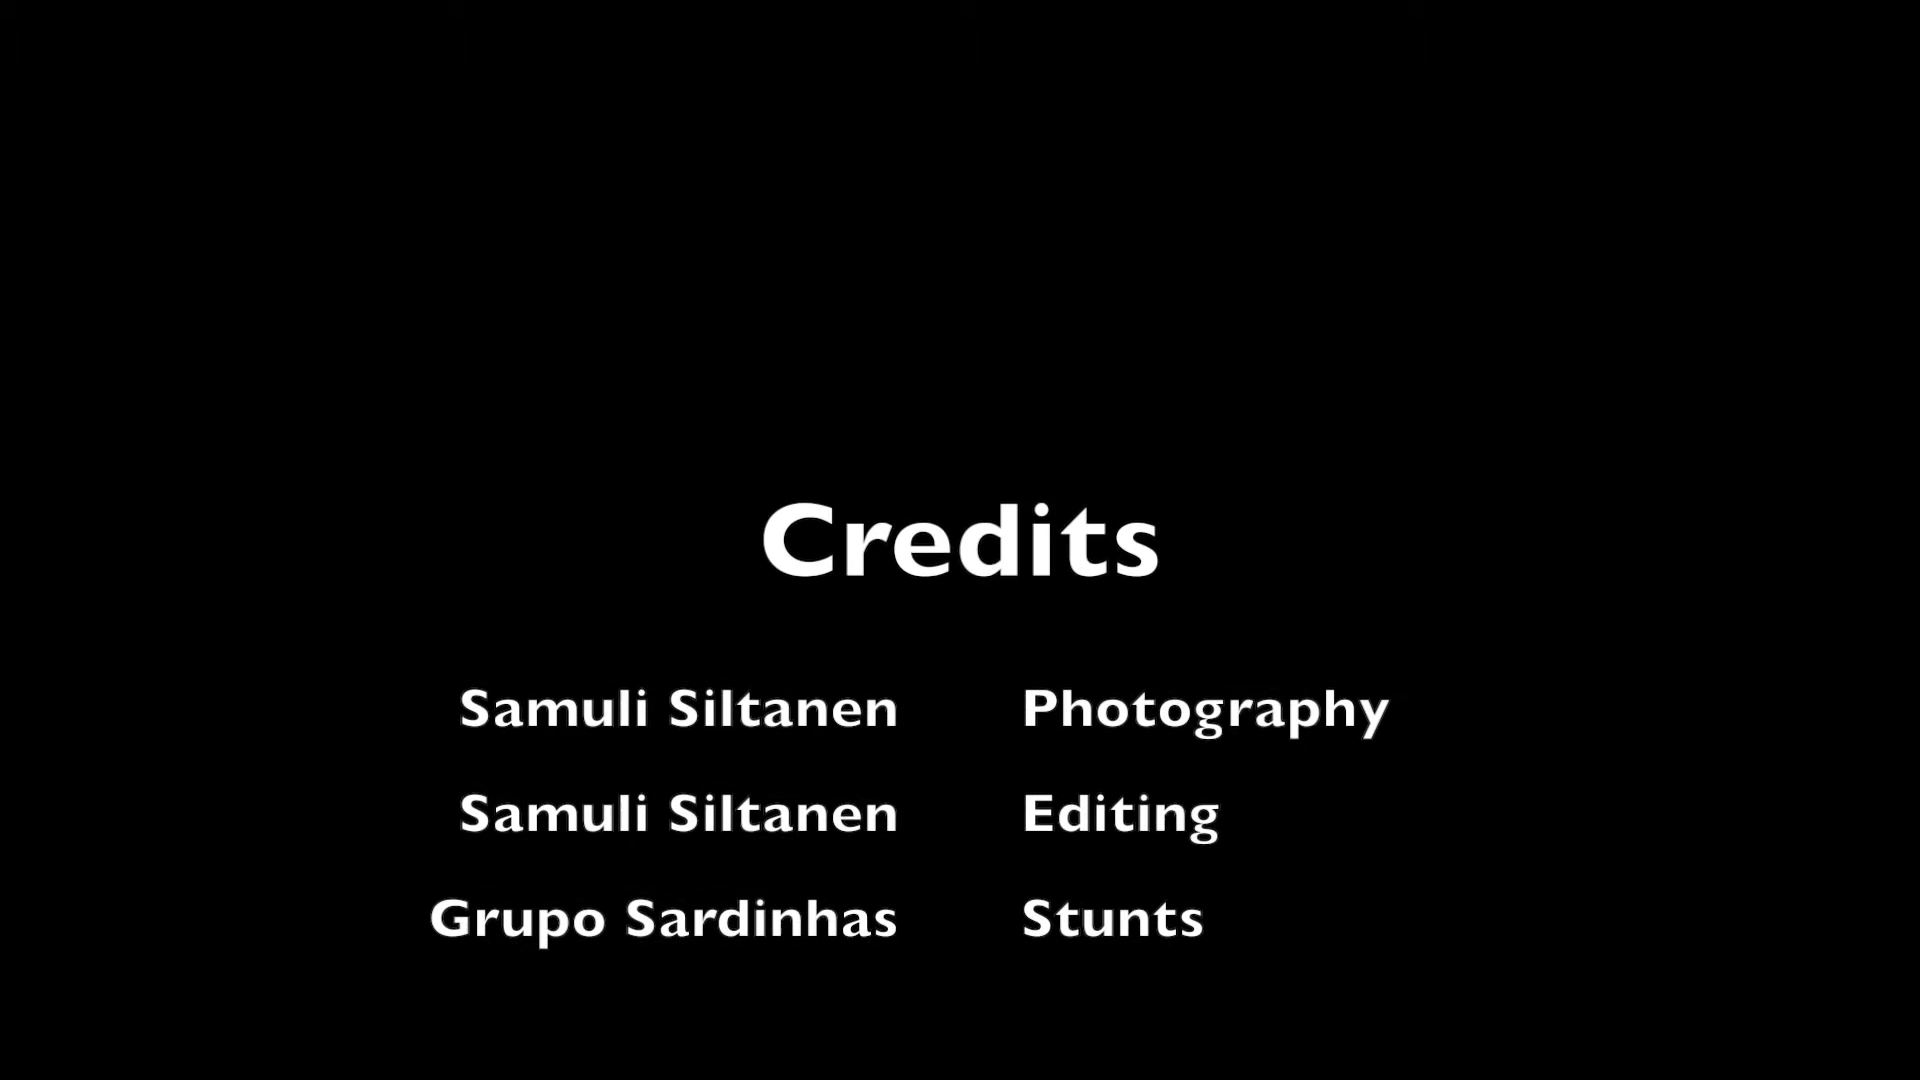 Credits
Samuli Siltanen Photography
Samuli Siltanen Editing
Grupo Sardinhas Stunts